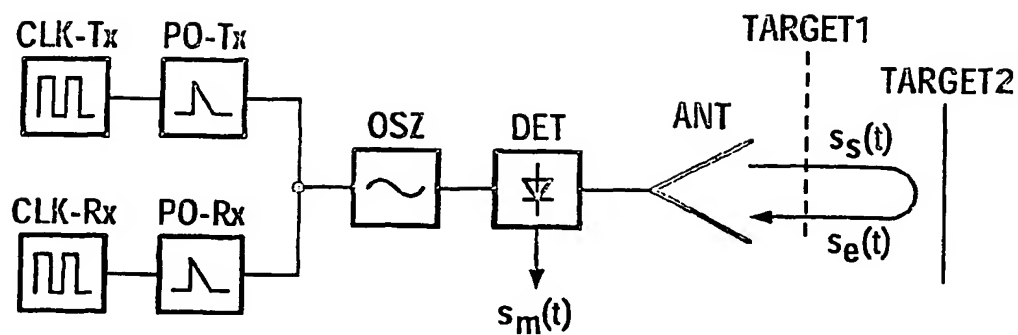 CLK-Tx
PO-Tx
TARGET1
TARGET2
OSZ
DET
ANT
ss(t)
CLK-Rx
PO-Rx
se(t)
sm(t)